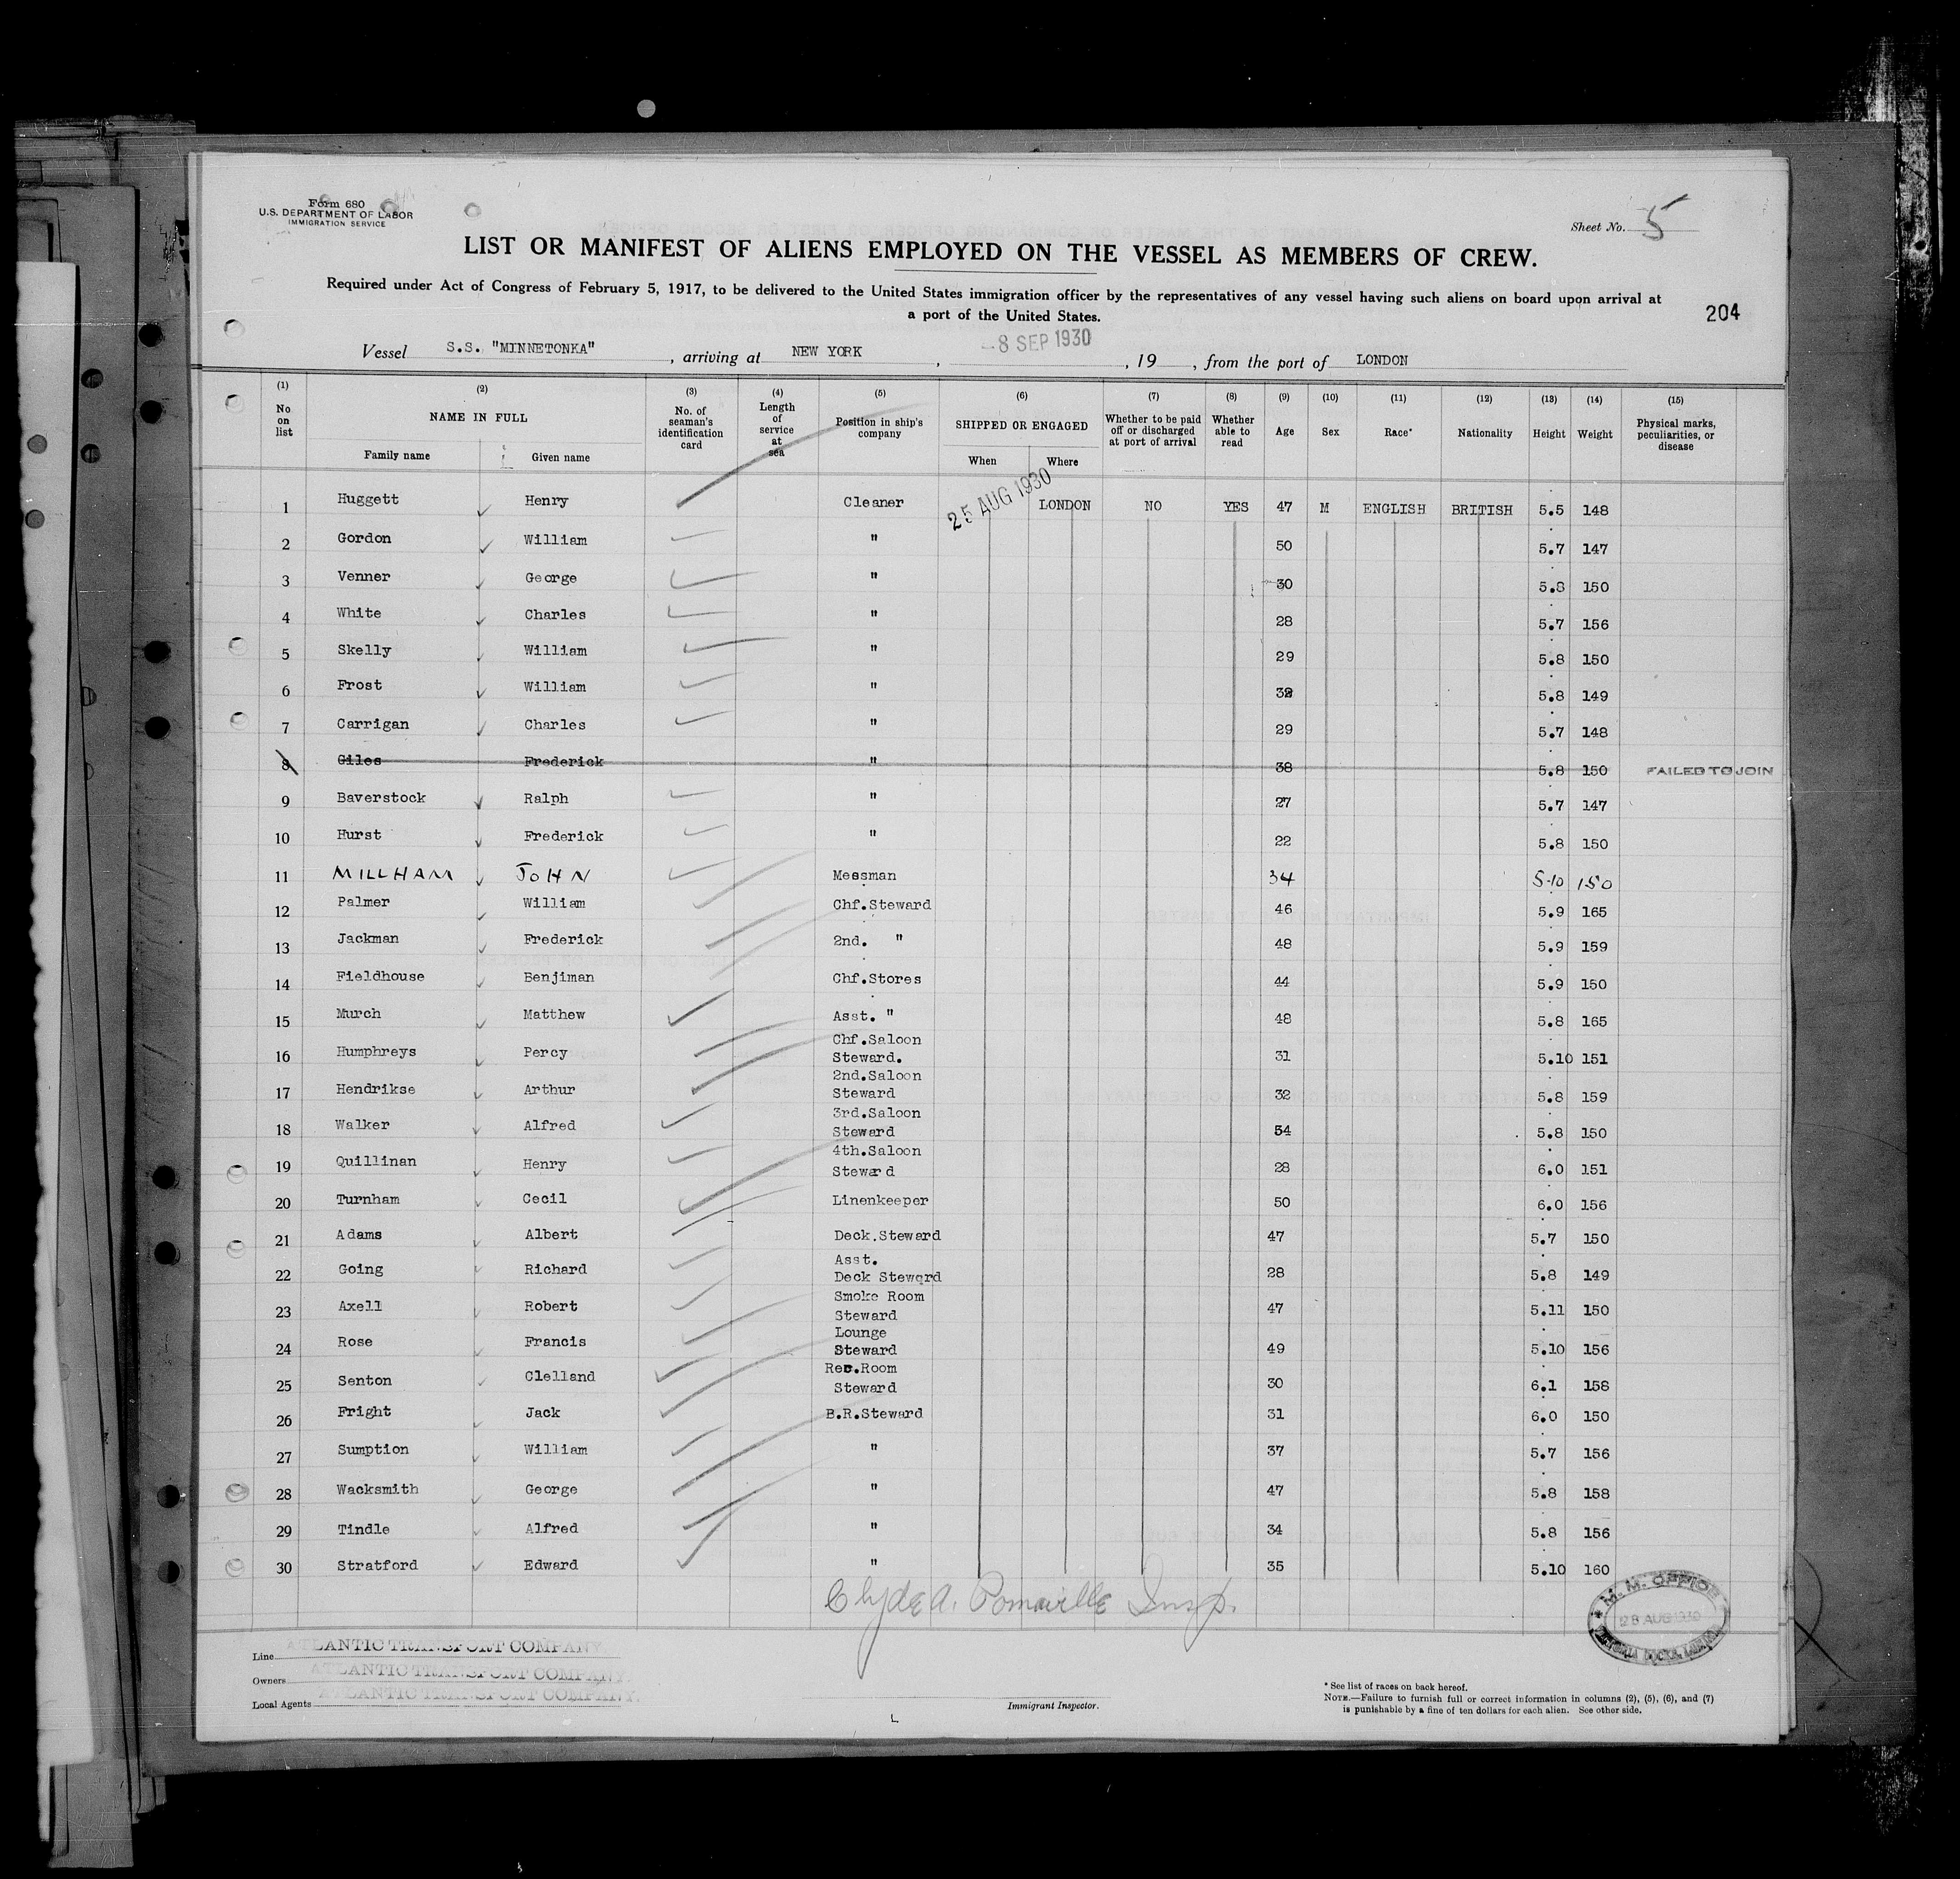 Form 680
U.S. DEPARTMENT OF LABOR
IMMIGRATION SERVICE
Sheet No. 5
LIST OR MANIFEST OF ALIENS EMPLOYED ON THE VESSEL AS MEMBERS OF CREW.
Required under Act of Congress of February 5, 1917, to be delivered to the United States immigration officer by the representatives of any vessel having such aliens on board upon arrival at
a port of the United States.
204
Vessel S.S. "MINNETONKA", arriving at NEW YORK, -8 SEP 1930, 19, from the port of LONDON
(1) No on list (2) NAME IN FULL Family name Given name (3) No. of seaman's identification card (4) Length of service at sea (5) Position in ship's company (6) SHIPPED OR ENGAGED When Where (7) Whether to be paid off or discharged at port of arrival (8) Whether able to read (9) Age (10) Sex (11) Race* (12) Nationality (13) Height (14) Weight (15) Physical marks, peculiarities, or disease
1 Huggett Henry Cleaner 25 AUG 1930 LONDON NO YES 47 M ENGLISH BRITISH 5.5 148
2 Gordon William " 50 5.7 147
3 Venner George " 30 5.8 150
4 White Charles " 28 5.7 156
5 Skelly William " 29 5.8 150
6 Frost William " 5.8 149
7 Carrigan Charles " 29 5.7 148
8 Giles Frederick " 38 5.8 150 FAILED TO JOIN
9 Baverstock Ralph " 27 5.7 147
10 Hurst Frederick " 22 5.8 150
11 MILLHAM JOHN Messman 34 5-10 150
12 Palmer William Chf.Steward 46 5.9 165
13 Jackman Frederick 2nd. " 48 5.9 159
14 Fieldhouse Benjiman Chf.Stores 44 5.9 150
15 Murch Matthew Asst. " 48 5.8 165
16 Humphreys Percy Chf.Saloon Steward. 31 5.10 151
17 Hendrikse Arthur 2nd.Saloon Steward 32 5.8 159
18 Walker Alfred 3rd.Saloon Steward 54 5.8 150
19 Quillinan Henry 4th.Saloon Steward 28 6.0 151
20 Turnham Cecil Linenkeeper 50 6.0 156
21 Adams Albert Deck.Steward 47 5.7 150
22 Going Richard Asst. Deck Steward 28 5.8 149
23 Axell Robert Smoke Room Steward 47 5.11 150
24 Rose Francis Lounge Steward 49 5.10 156
25 Senton Clelland Rec.Room Steward 30 6.1 158
26 Fright Jack B.R.Steward 31 6.0 150
27 Sumption William " 37 5.7 156
28 Wacksmith George " 47 5.8 158
29 Tindle Alfred " 34 5.8 156
30 Stratford Edward " 35 5.10 160
Clyde A. Pomaville Insp.
M.M. OFFICE
28 AUG 1930
Line ATLANTIC TRANSPORT COMPANY.
Owners ATLANTIC TRANSPORT COMPANY.
Local Agents ATLANTIC TRANSPORT COMPANY.
Immigrant Inspector.
* See list of races on back hereof.
NOTE.—Failure to furnish full or correct information in columns (2), (5), (6), and (7)
is punishable by a fine of ten dollars for each alien. See other side.